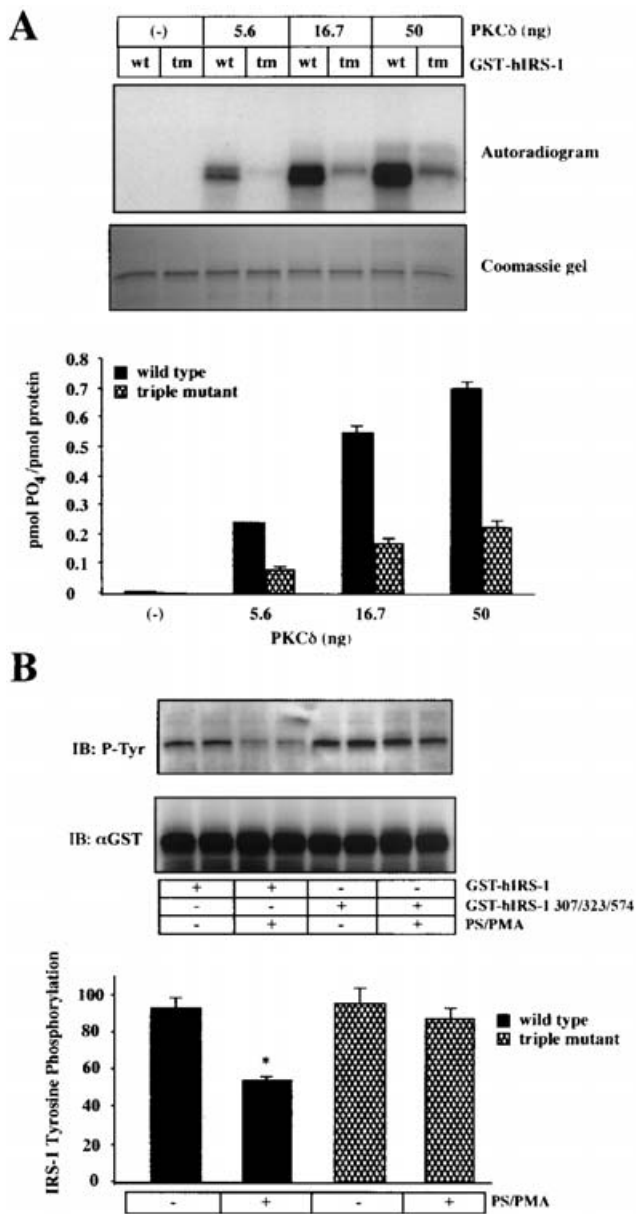 A
(-) 5.6 16.7 50 PKCδ (ng)
wt tm wt tm wt tm wt tm GST-hIRS-1
Autoradiogram
Coomassie gel
0.8
0.7
0.6
0.5
0.4
0.3
0.2
0.1
0
pmol PO4/pmol protein
wild type
triple mutant
(-) 5.6 16.7 50
PKCδ (ng)
B
IB: P-Tyr
IB: αGST
+ + - - GST-hIRS-1
- - + + GST-hIRS-1 307/323/574
- + - + PS/PMA
IRS-1 Tyrosine Phosphorylation
100
80
60
40
20
0
*
wild type
triple mutant
- + - + PS/PMA